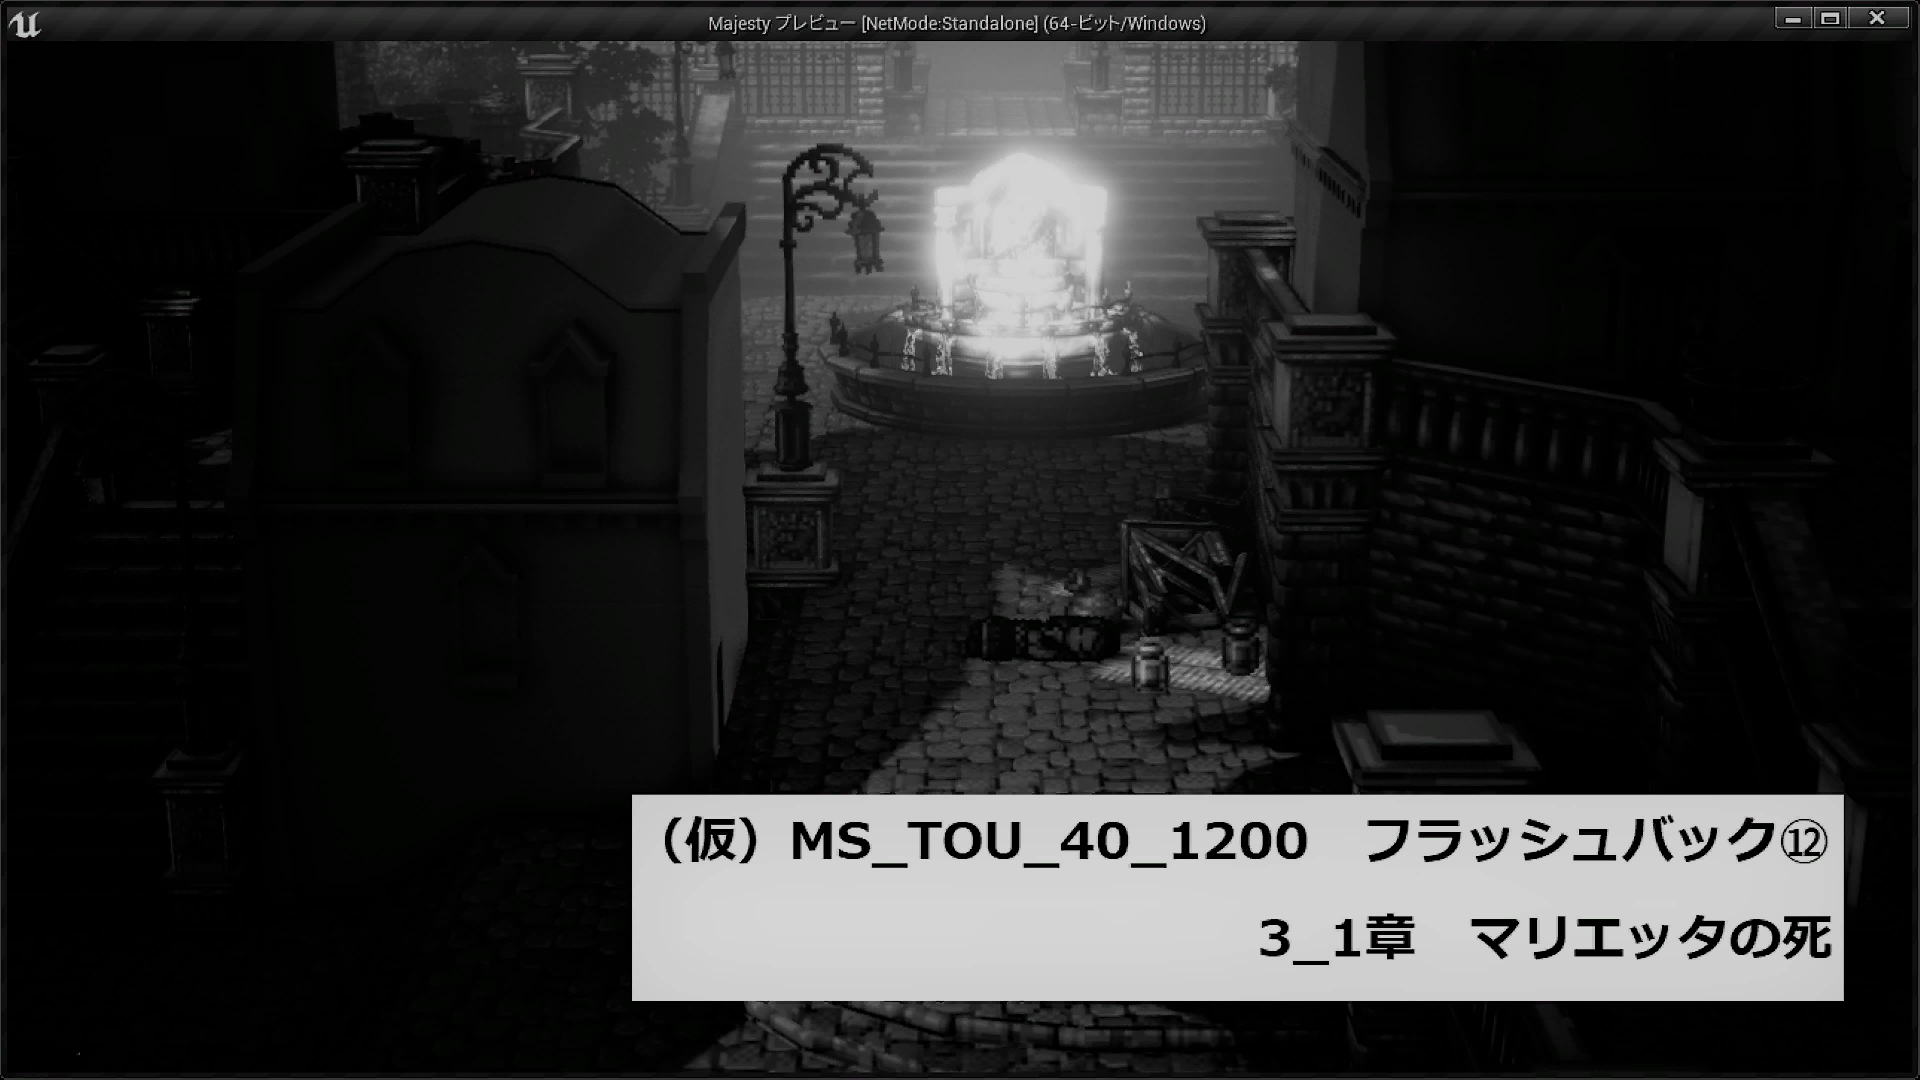 Majesty プレビュー [NetMode:Standalone] (64-ビット/Windows)
（仮）MS_TOU_40_1200　フラッシュバック⑫
3_1章　マリエッタの死